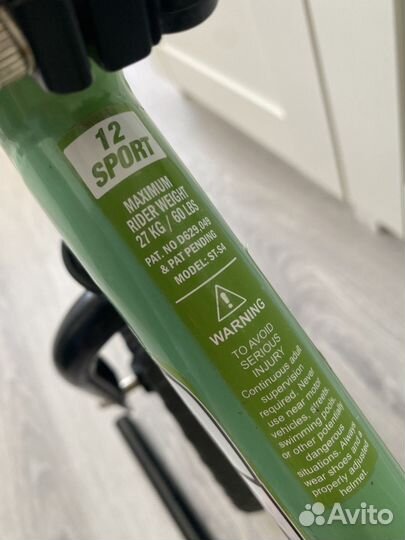 12
SPORT
MAXIMUM
RIDER WEIGHT
27 KG / 60 LBS
PAT. NO D629,049
& PAT PENDING
MODEL: ST-S4
WARNING
TO AVOID
SERIOUS
INJURY
Continuous adult
supervision
required. Never
use near motor
vehicles, streets,
swimming pools,
or other potentially
dangerous
situations. Always
wear shoes and a
properly adjusted
helmet.
Avito